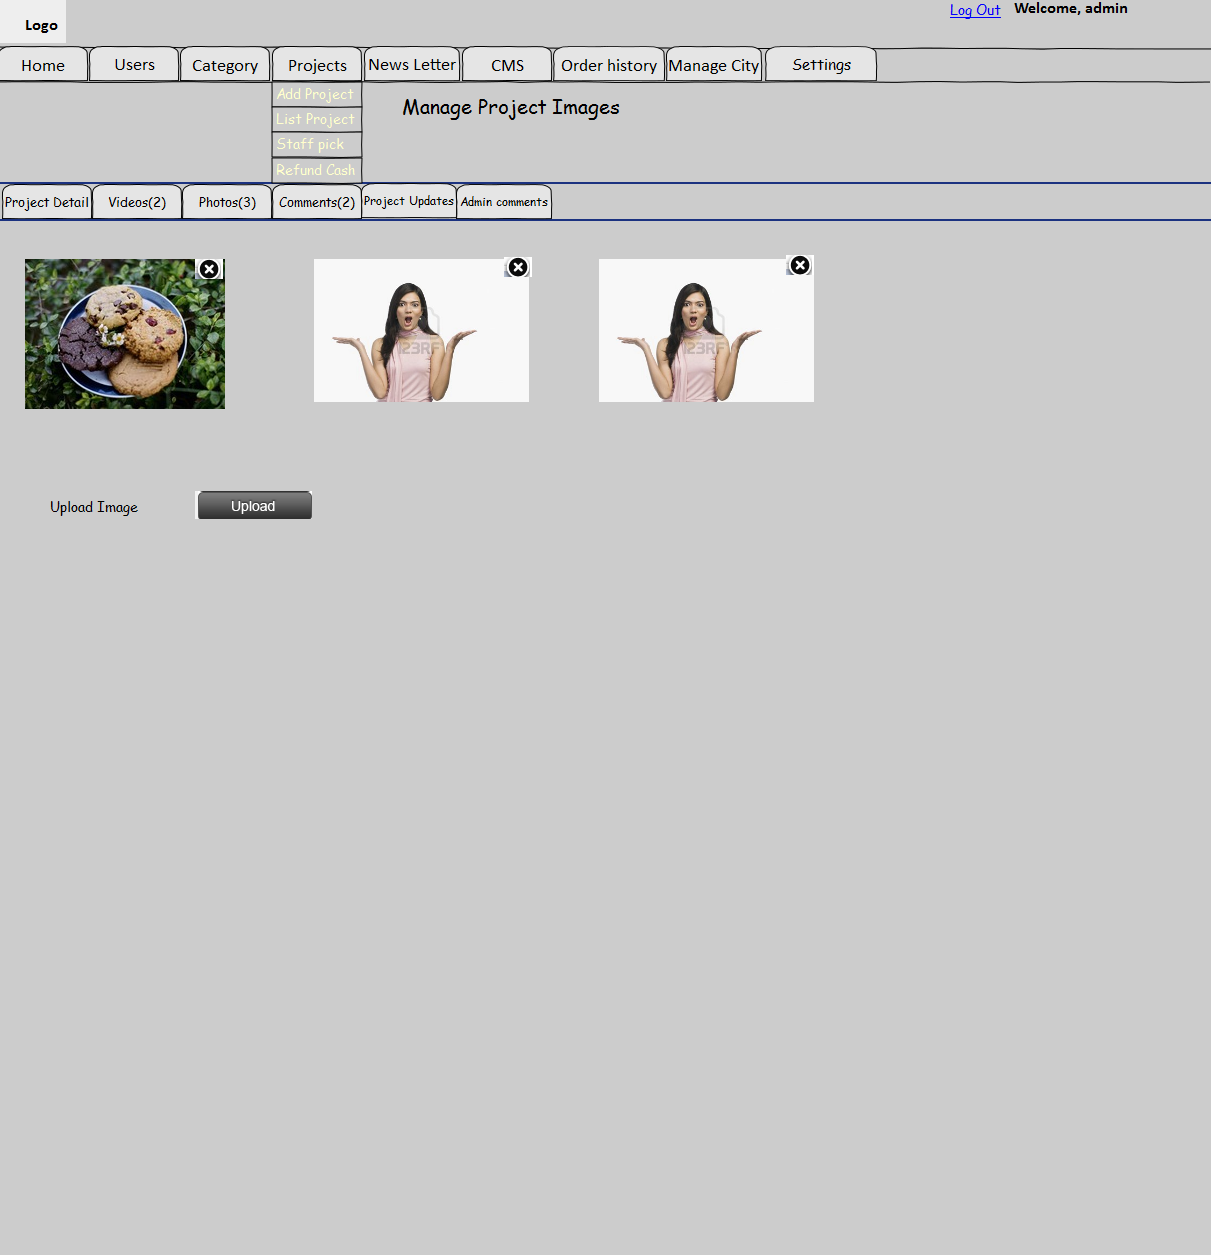 Logo
Log Out
Welcome, admin
Home
Users
Category
Projects
News Letter
CMS
Order history
Manage City
Settings
Add Project
List Project
Staff pick
Refund Cash
Manage Project Images
Project Detail
Videos(2)
Photos(3)
Comments(2)
Project Updates
Admin comments
123RF
123RF
Upload Image
Upload